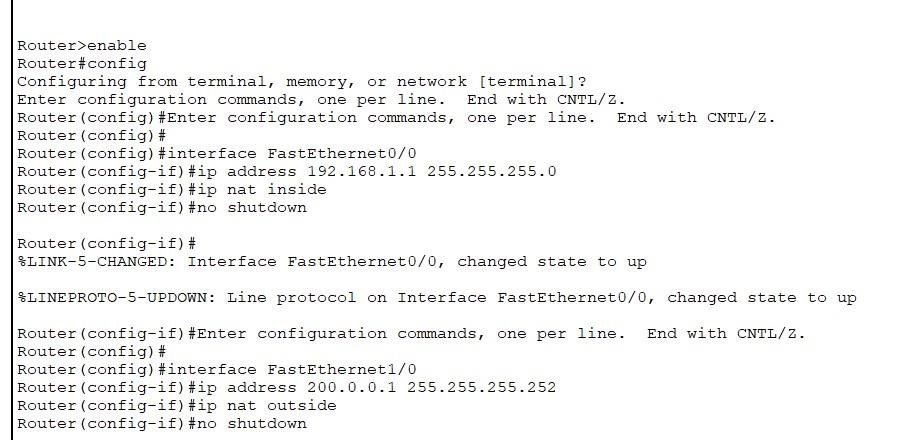 Router>enable
Router#config
Configuring from terminal, memory, or network [terminal]?
Enter configuration commands, one per line.  End with CNTL/Z.
Router(config)#Enter configuration commands, one per line.  End with CNTL/Z.
Router(config)#
Router(config)#interface FastEthernet0/0
Router(config-if)#ip address 192.168.1.1 255.255.255.0
Router(config-if)#ip nat inside
Router(config-if)#no shutdown
Router(config-if)#
%LINK-5-CHANGED: Interface FastEthernet0/0, changed state to up
%LINEPROTO-5-UPDOWN: Line protocol on Interface FastEthernet0/0, changed state to up
Router(config-if)#Enter configuration commands, one per line.  End with CNTL/Z.
Router(config)#
Router(config)#interface FastEthernet1/0
Router(config-if)#ip address 200.0.0.1 255.255.255.252
Router(config-if)#ip nat outside
Router(config-if)#no shutdown